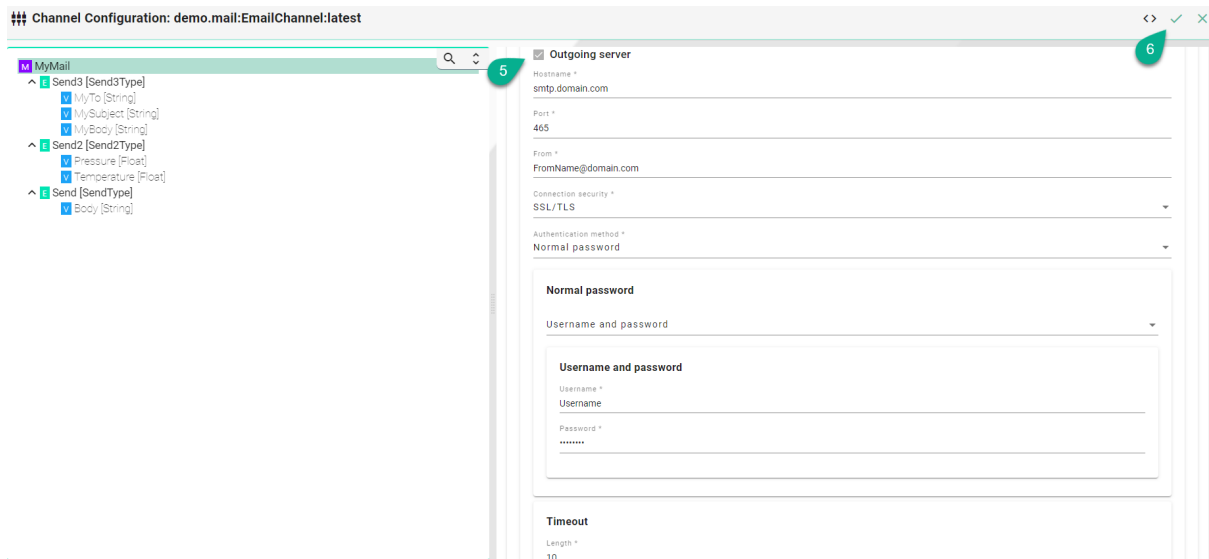 Channel Configuration: demo.mail:EmailChannel:latest
6
M MyMail
E Send3 [Send3Type]
V MyTo [String]
V MySubject [String]
V MyBody [String]
E Send2 [Send2Type]
V Pressure [Float]
V Temperature [Float]
E Send [SendType]
V Body [String]
5
Outgoing server
Hostname *
smtp.domain.com
Port *
465
From *
FromName@domain.com
Connection security *
SSL/TLS
Authentication method *
Normal password
Normal password
Username and password
Username and password
Username *
Username
Password *
........
Timeout
Length *
10